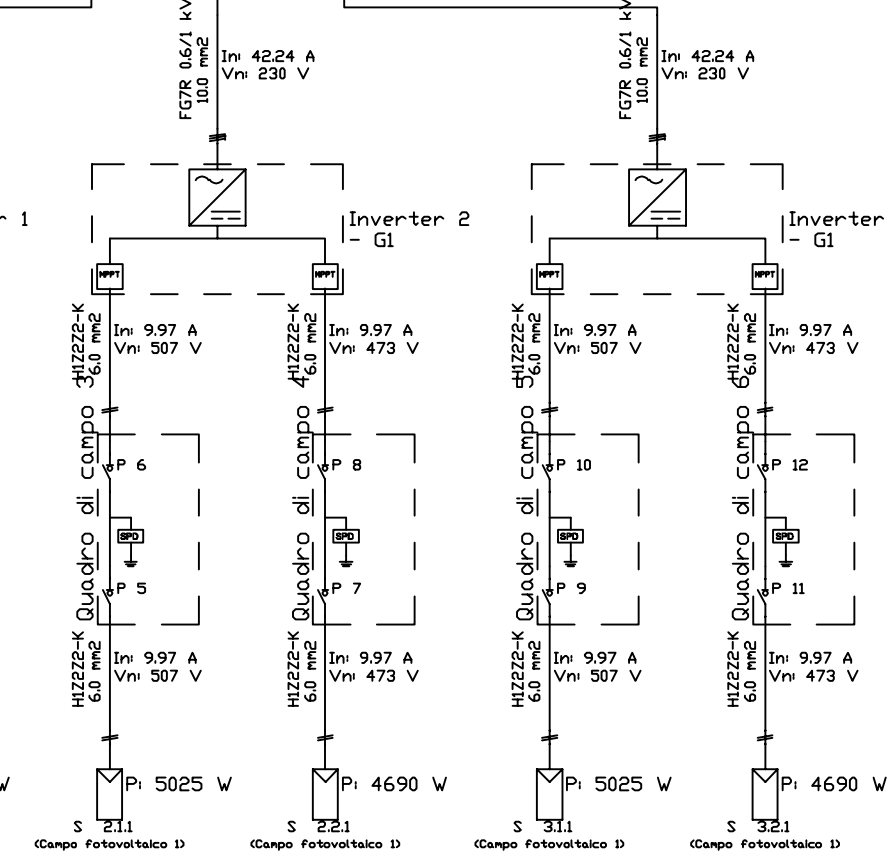 FG7R 0.6/1 kV
10.0 mm2
In: 42.24 A
Vn: 230 V
FG7R 0.6/1 kV
10.0 mm2
In: 42.24 A
Vn: 230 V
r 1
Inverter 2
- G1
Inverter
- G1
MPPT
MPPT
MPPT
MPPT
H1Z2Z2-K
6.0 mm2
In: 9.97 A
Vn: 507 V
H1Z2Z2-K
6.0 mm2
In: 9.97 A
Vn: 473 V
H1Z2Z2-K
6.0 mm2
In: 9.97 A
Vn: 507 V
H1Z2Z2-K
6.0 mm2
In: 9.97 A
Vn: 473 V
Quadro di campo 3
P 6
SPD
P 5
Quadro di campo 4
P 8
SPD
P 7
Quadro di campo 5
P 10
SPD
P 9
Quadro di campo 6
P 12
SPD
P 11
H1Z2Z2-K
6.0 mm2
In: 9.97 A
Vn: 507 V
H1Z2Z2-K
6.0 mm2
In: 9.97 A
Vn: 473 V
H1Z2Z2-K
6.0 mm2
In: 9.97 A
Vn: 507 V
H1Z2Z2-K
6.0 mm2
In: 9.97 A
Vn: 473 V
W
P: 5025 W
P: 4690 W
P: 5025 W
P: 4690 W
S 2.1.1
(Campo fotovoltaico 1)
S 2.2.1
(Campo fotovoltaico 1)
S 3.1.1
(Campo fotovoltaico 1)
S 3.2.1
(Campo fotovoltaico 1)